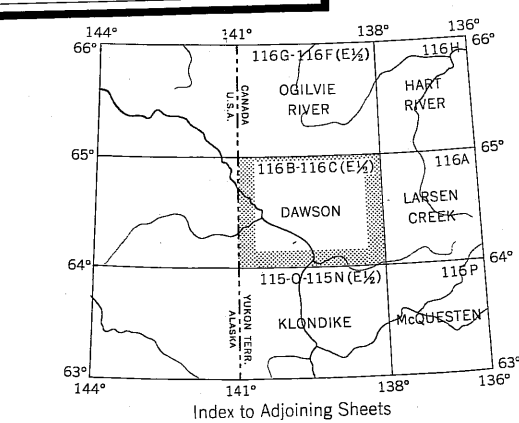 144° 141° 138° 136°
66° 116G-116F(E½) 116H 66°
OGILVIE
RIVER
HART
RIVER
CANADA
U.S.A.
65° 65°
116B-116C(E½) 116A
DAWSON
LARSEN
CREEK
64° 64°
115-O-115N(E½) 115P
YUKON TERR.
ALASKA
KLONDIKE McQUESTEN
63° 63°
144° 141° 138° 136°
Index to Adjoining Sheets